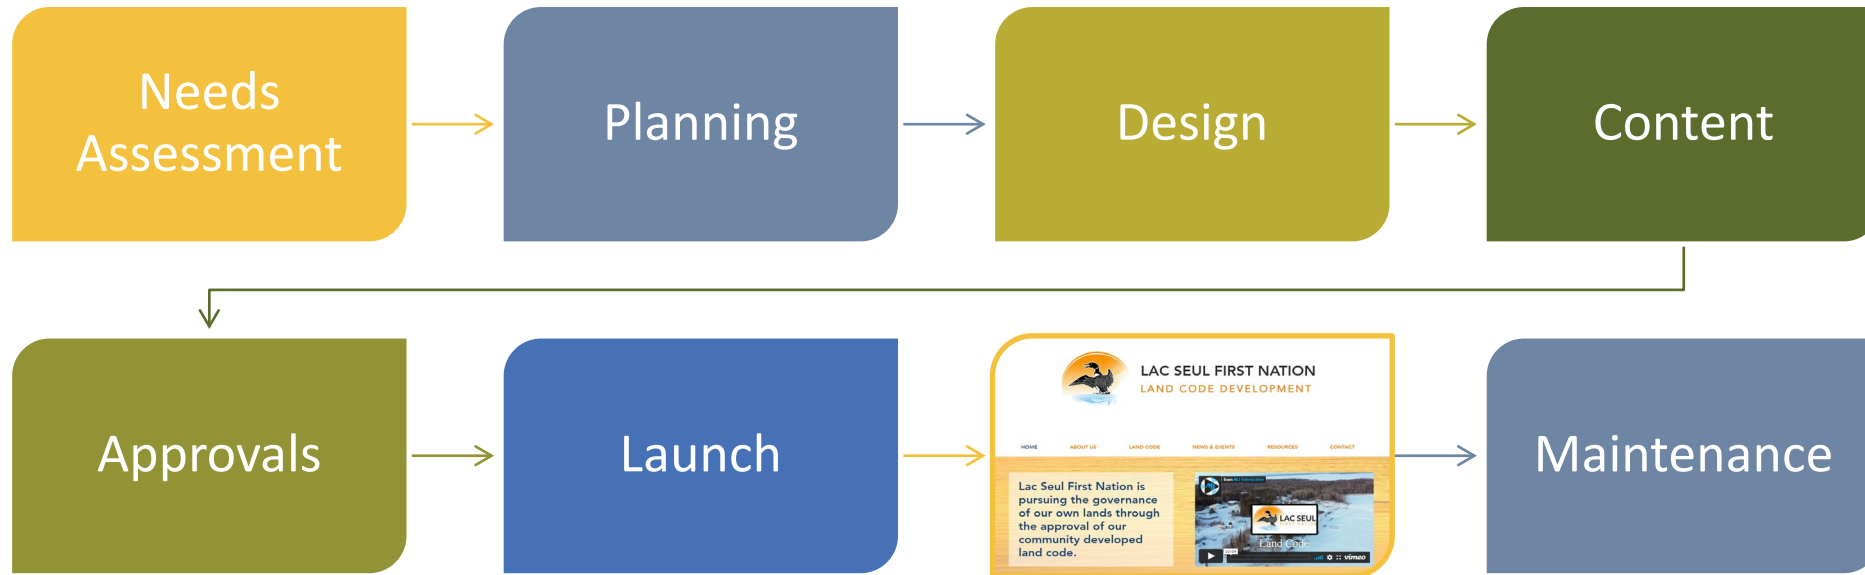 Needs
Assessment
Planning
Design
Content
Approvals
Launch
LAC SEUL FIRST NATION
LAND CODE DEVELOPMENT
HOME ABOUT US LAND CODE NEWS & EVENTS RESOURCES CONTACT
Lac Seul First Nation is
pursuing the governance
of our own lands through
the approval of our
community developed
land code.
LAC SEUL
FIRST NATION
Land Code
vimeo
Maintenance